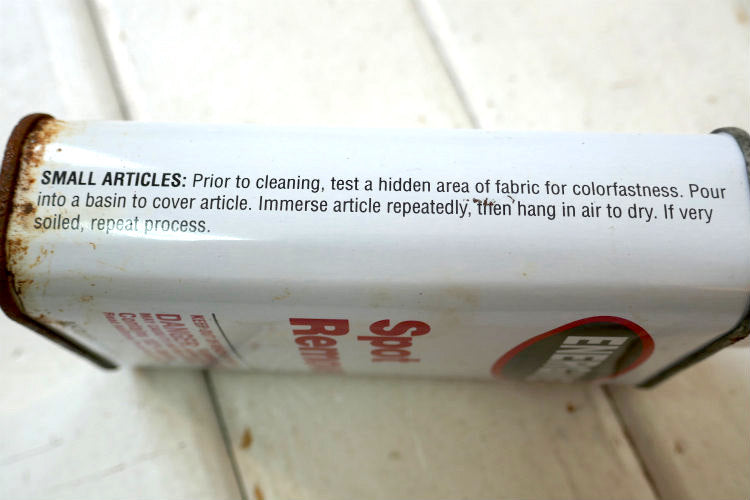 SMALL ARTICLES: Prior to cleaning, test a hidden area of fabric for colorfastness. Pour
into a basin to cover article. Immerse article repeatedly, then hang in air to dry. If very
soiled, repeat process.
Spot